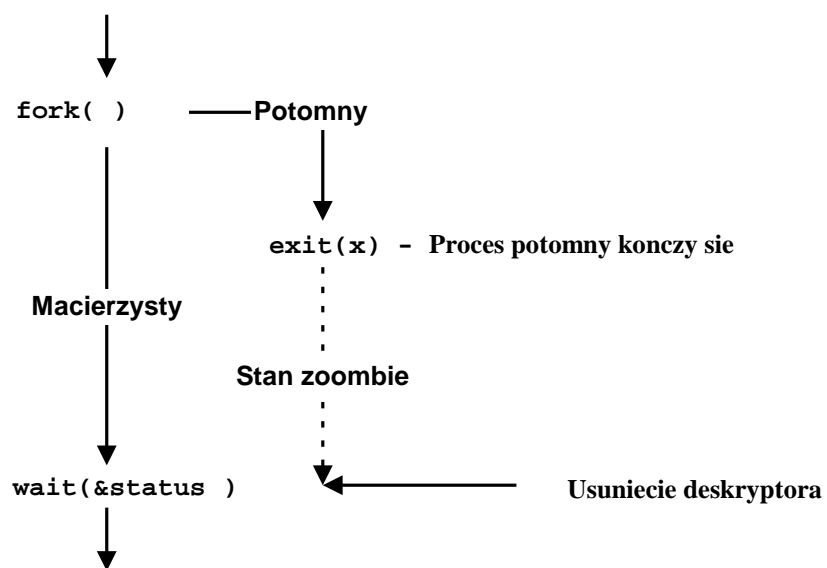 fork( )
Potomny
exit(x) - Proces potomny konczy sie
Macierzysty
Stan zoombie
wait(&status )
Usuniecie deskryptora